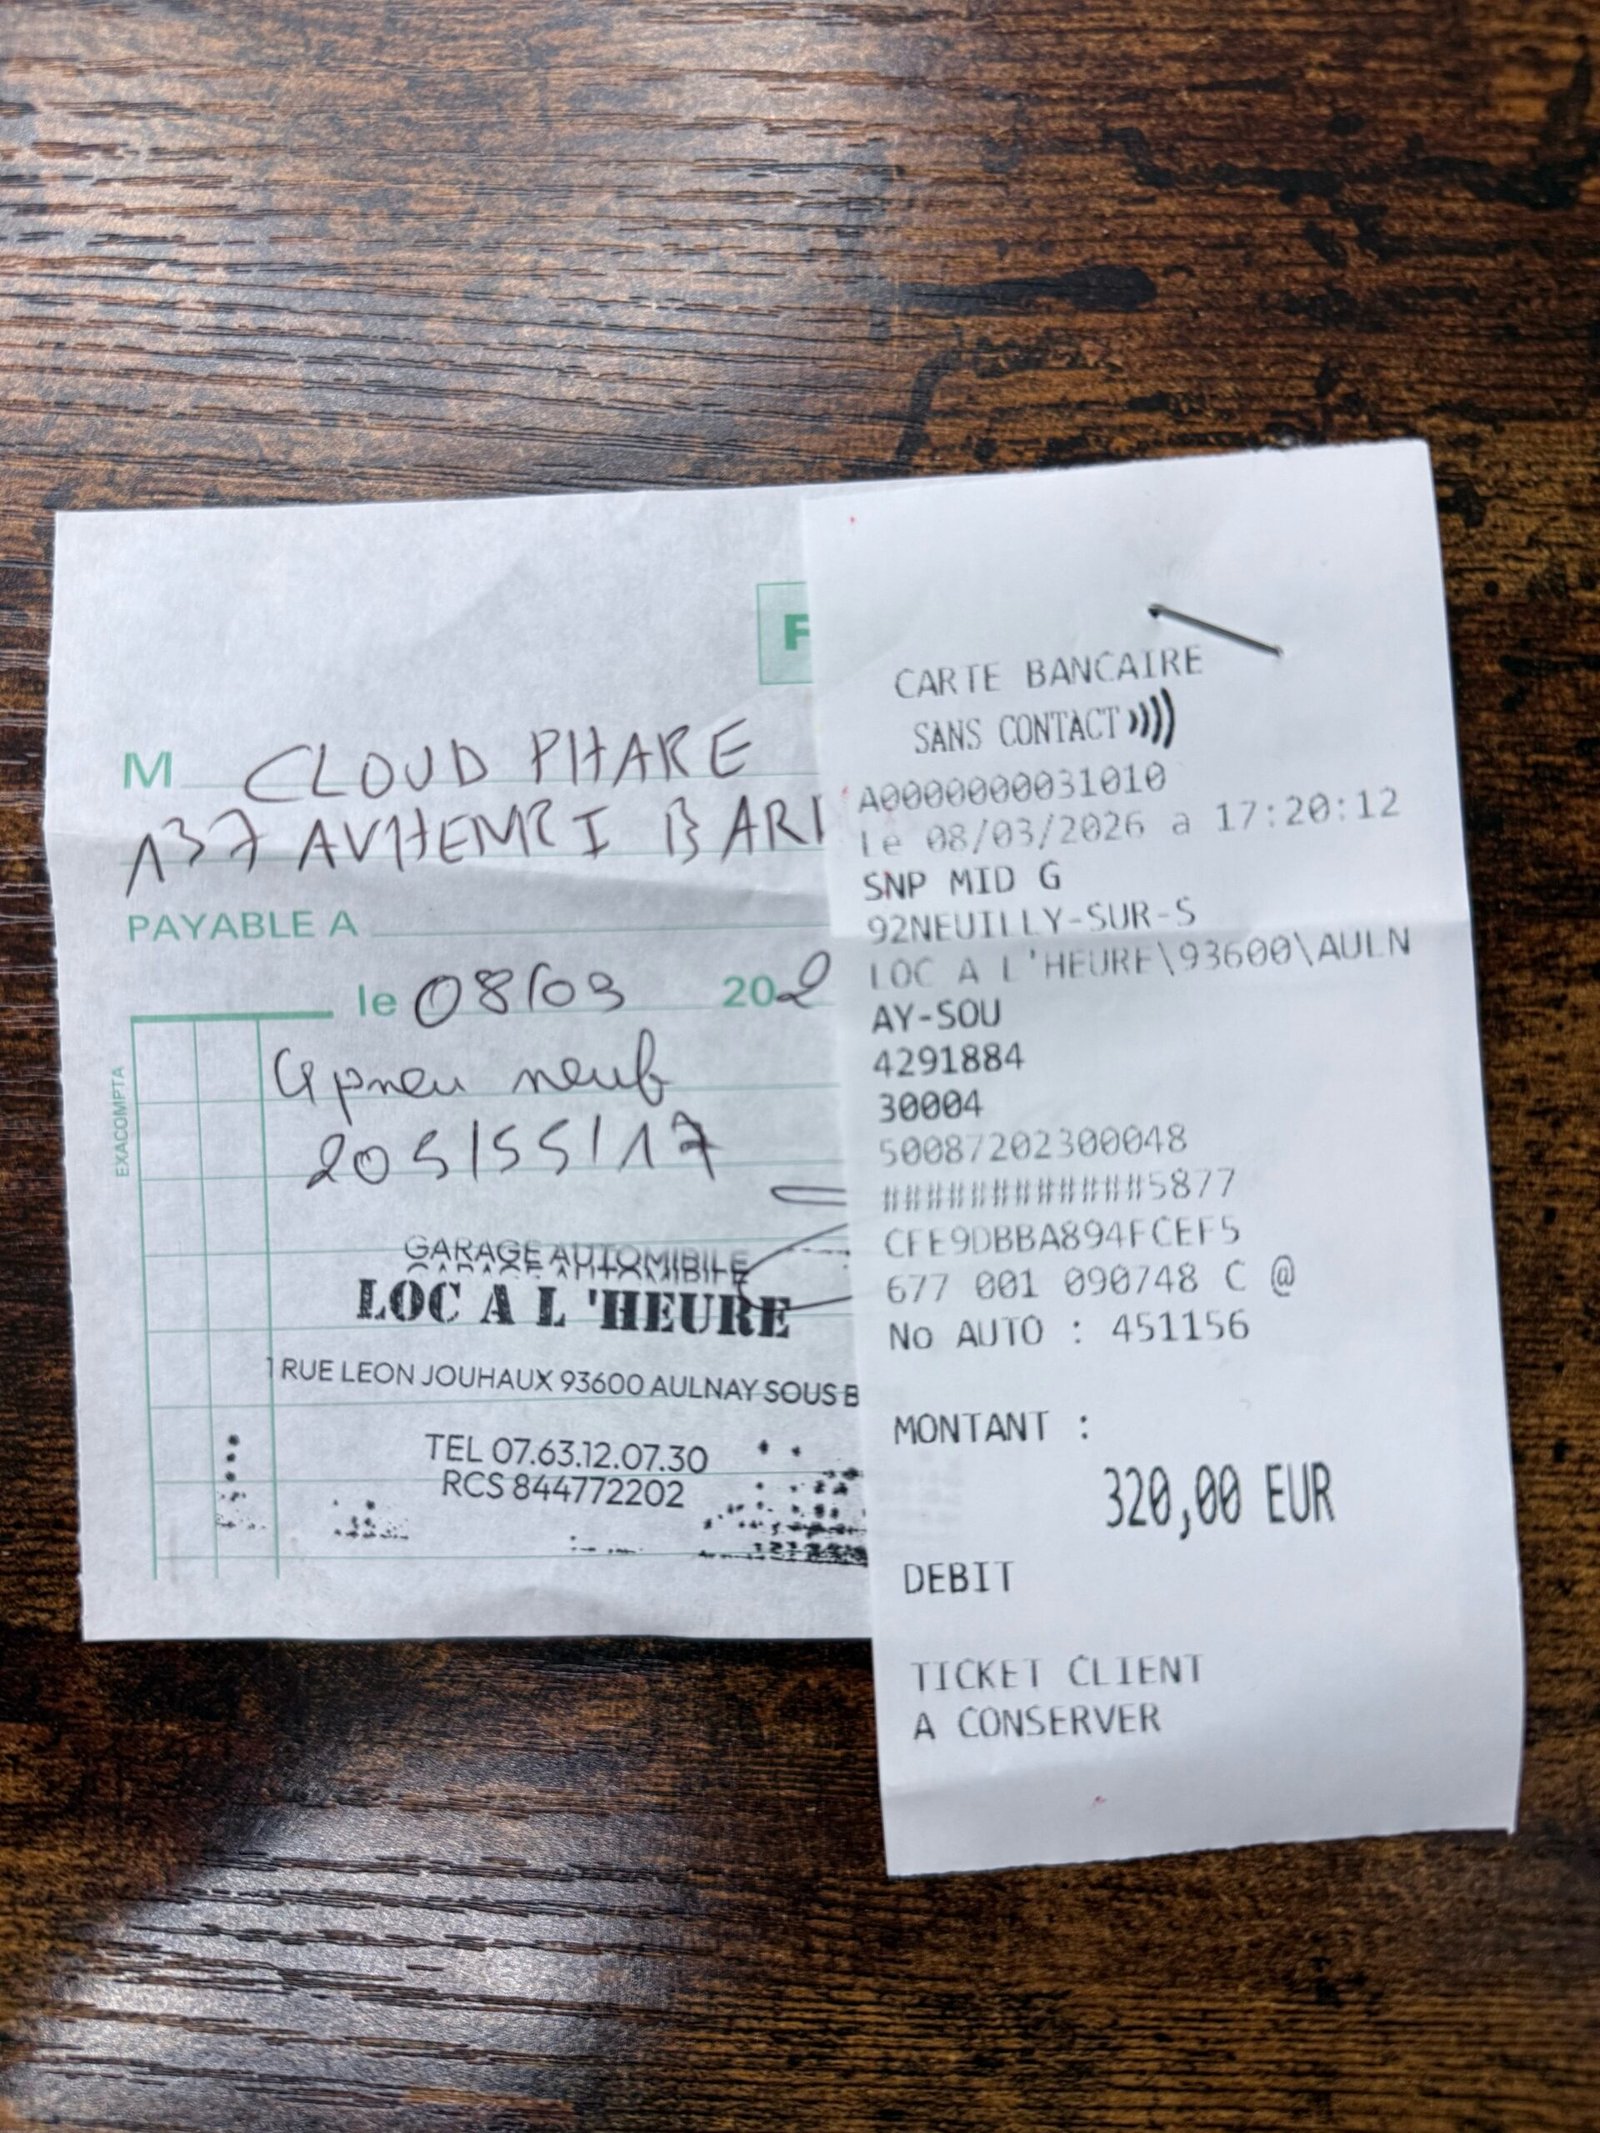 F
M CLOUD PHARE
137 AV HENRI BAR
PAYABLE A
le 08/03 202
4 pneu neuf
205/55/17
EXACOMPTA
GARAGE AUTOMIBILE
LOC A L 'HEURE
1 RUE LEON JOUHAUX 93600 AULNAY SOUS B
TEL 07.63.12.07.30
RCS 844772202
CARTE BANCAIRE
SANS CONTACT
A0000000031010
Le 08/03/2026 a 17:20:12
SNP MID G
92NEUILLY-SUR-S
LOC A L'HEURE\93600\AULN
AY-SOU
4291884
30004
50087202300048
############5877
CFE9DBBA894FCEF5
677 001 090748 C @
No AUTO : 451156
MONTANT :
320,00 EUR
DEBIT
TICKET CLIENT
A CONSERVER